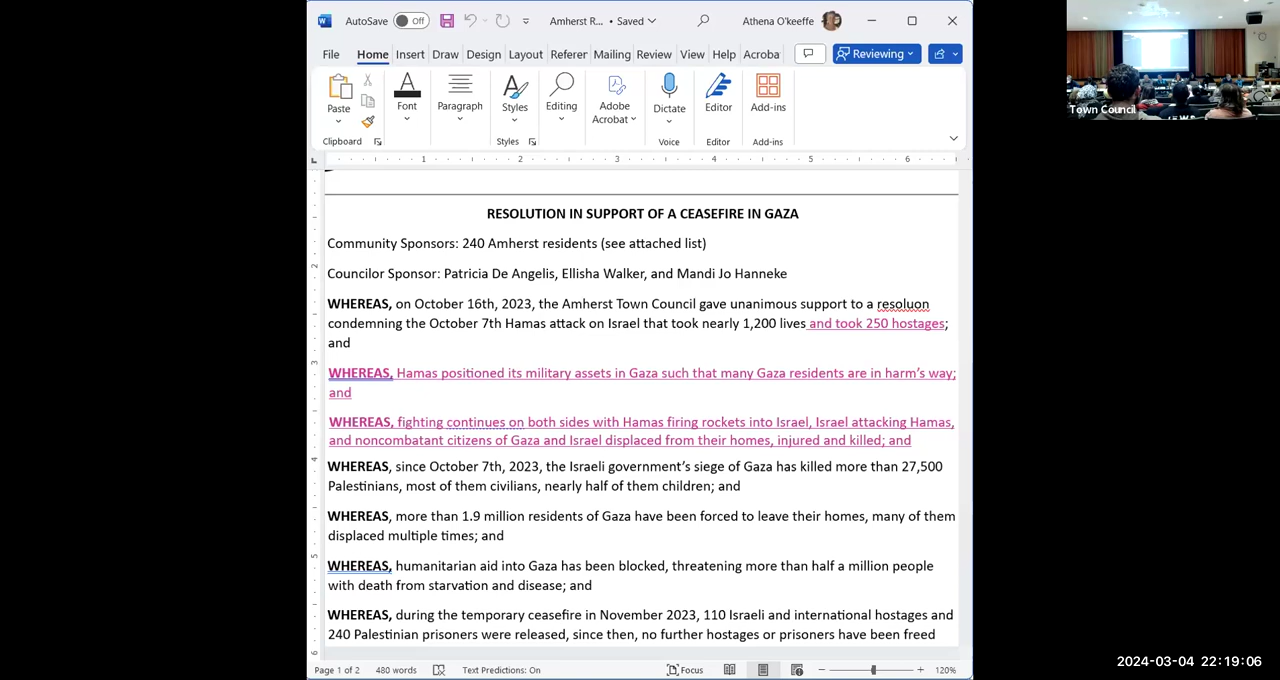 AutoSave Off Amherst R... • Saved Athena O'keeffe
File Home Insert Draw Design Layout Referer Mailing Review View Help Acroba Reviewing
Paste Font Paragraph Styles Editing Adobe Acrobat Dictate Editor Add-ins
Clipboard Styles Voice Editor Add-ins
1 2 3 4 5 6
RESOLUTION IN SUPPORT OF A CEASEFIRE IN GAZA
Community Sponsors: 240 Amherst residents (see attached list)
Councilor Sponsor: Patricia De Angelis, Ellisha Walker, and Mandi Jo Hanneke
WHEREAS, on October 16th, 2023, the Amherst Town Council gave unanimous support to a resoluon
condemning the October 7th Hamas attack on Israel that took nearly 1,200 lives and took 250 hostages;
and
WHEREAS, Hamas positioned its military assets in Gaza such that many Gaza residents are in harm's way;
and
WHEREAS, fighting continues on both sides with Hamas firing rockets into Israel, Israel attacking Hamas,
and noncombatant citizens of Gaza and Israel displaced from their homes, injured and killed; and
WHEREAS, since October 7th, 2023, the Israeli government's siege of Gaza has killed more than 27,500
Palestinians, most of them civilians, nearly half of them children; and
WHEREAS, more than 1.9 million residents of Gaza have been forced to leave their homes, many of them
displaced multiple times; and
WHEREAS, humanitarian aid into Gaza has been blocked, threatening more than half a million people
with death from starvation and disease; and
WHEREAS, during the temporary ceasefire in November 2023, 110 Israeli and international hostages and
240 Palestinian prisoners were released, since then, no further hostages or prisoners have been freed
2
3
4
5
6
Page 1 of 2 480 words Text Predictions: On Focus 120%
Town Council
2024-03-04 22:19:06